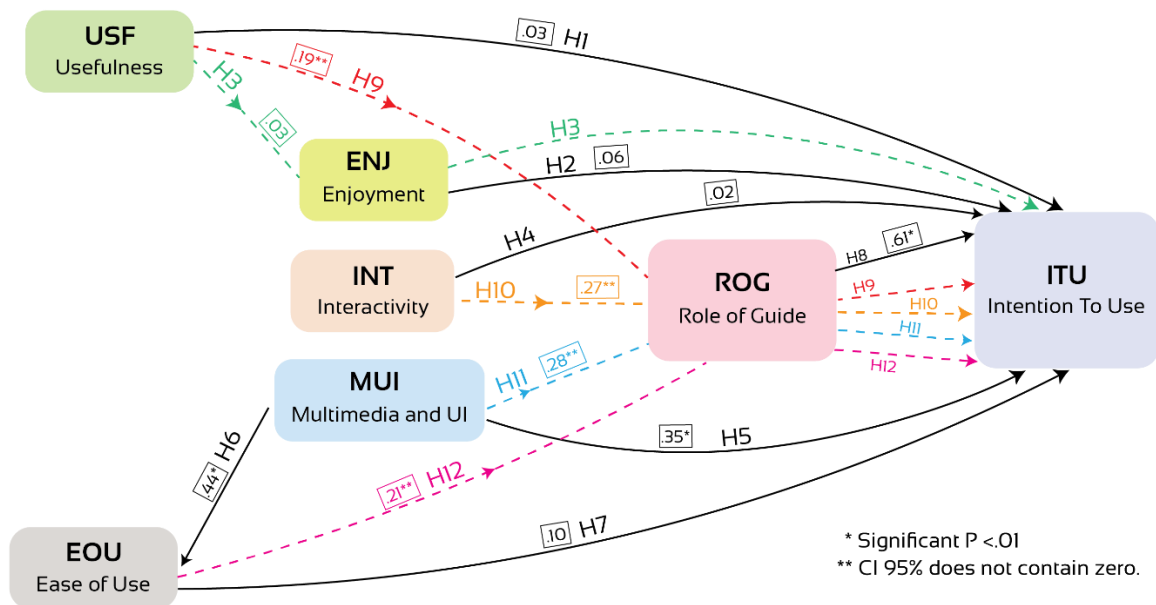 USF
Usefulness
.03 H1
.19** H9
H3
.03
ENJ
Enjoyment
H3
H2 .06
.02
H4
INT
Interactivity
H10 .27**
ROG
Role of Guide
H8 .61*
H9
H10
H11
H12
ITU
Intention To Use
MUI
Multimedia and UI
H11 .28**
.35* H5
.44* H6
.21** H12
EOU
Ease of Use
.10 H7
* Significant P <.01
** CI 95% does not contain zero.